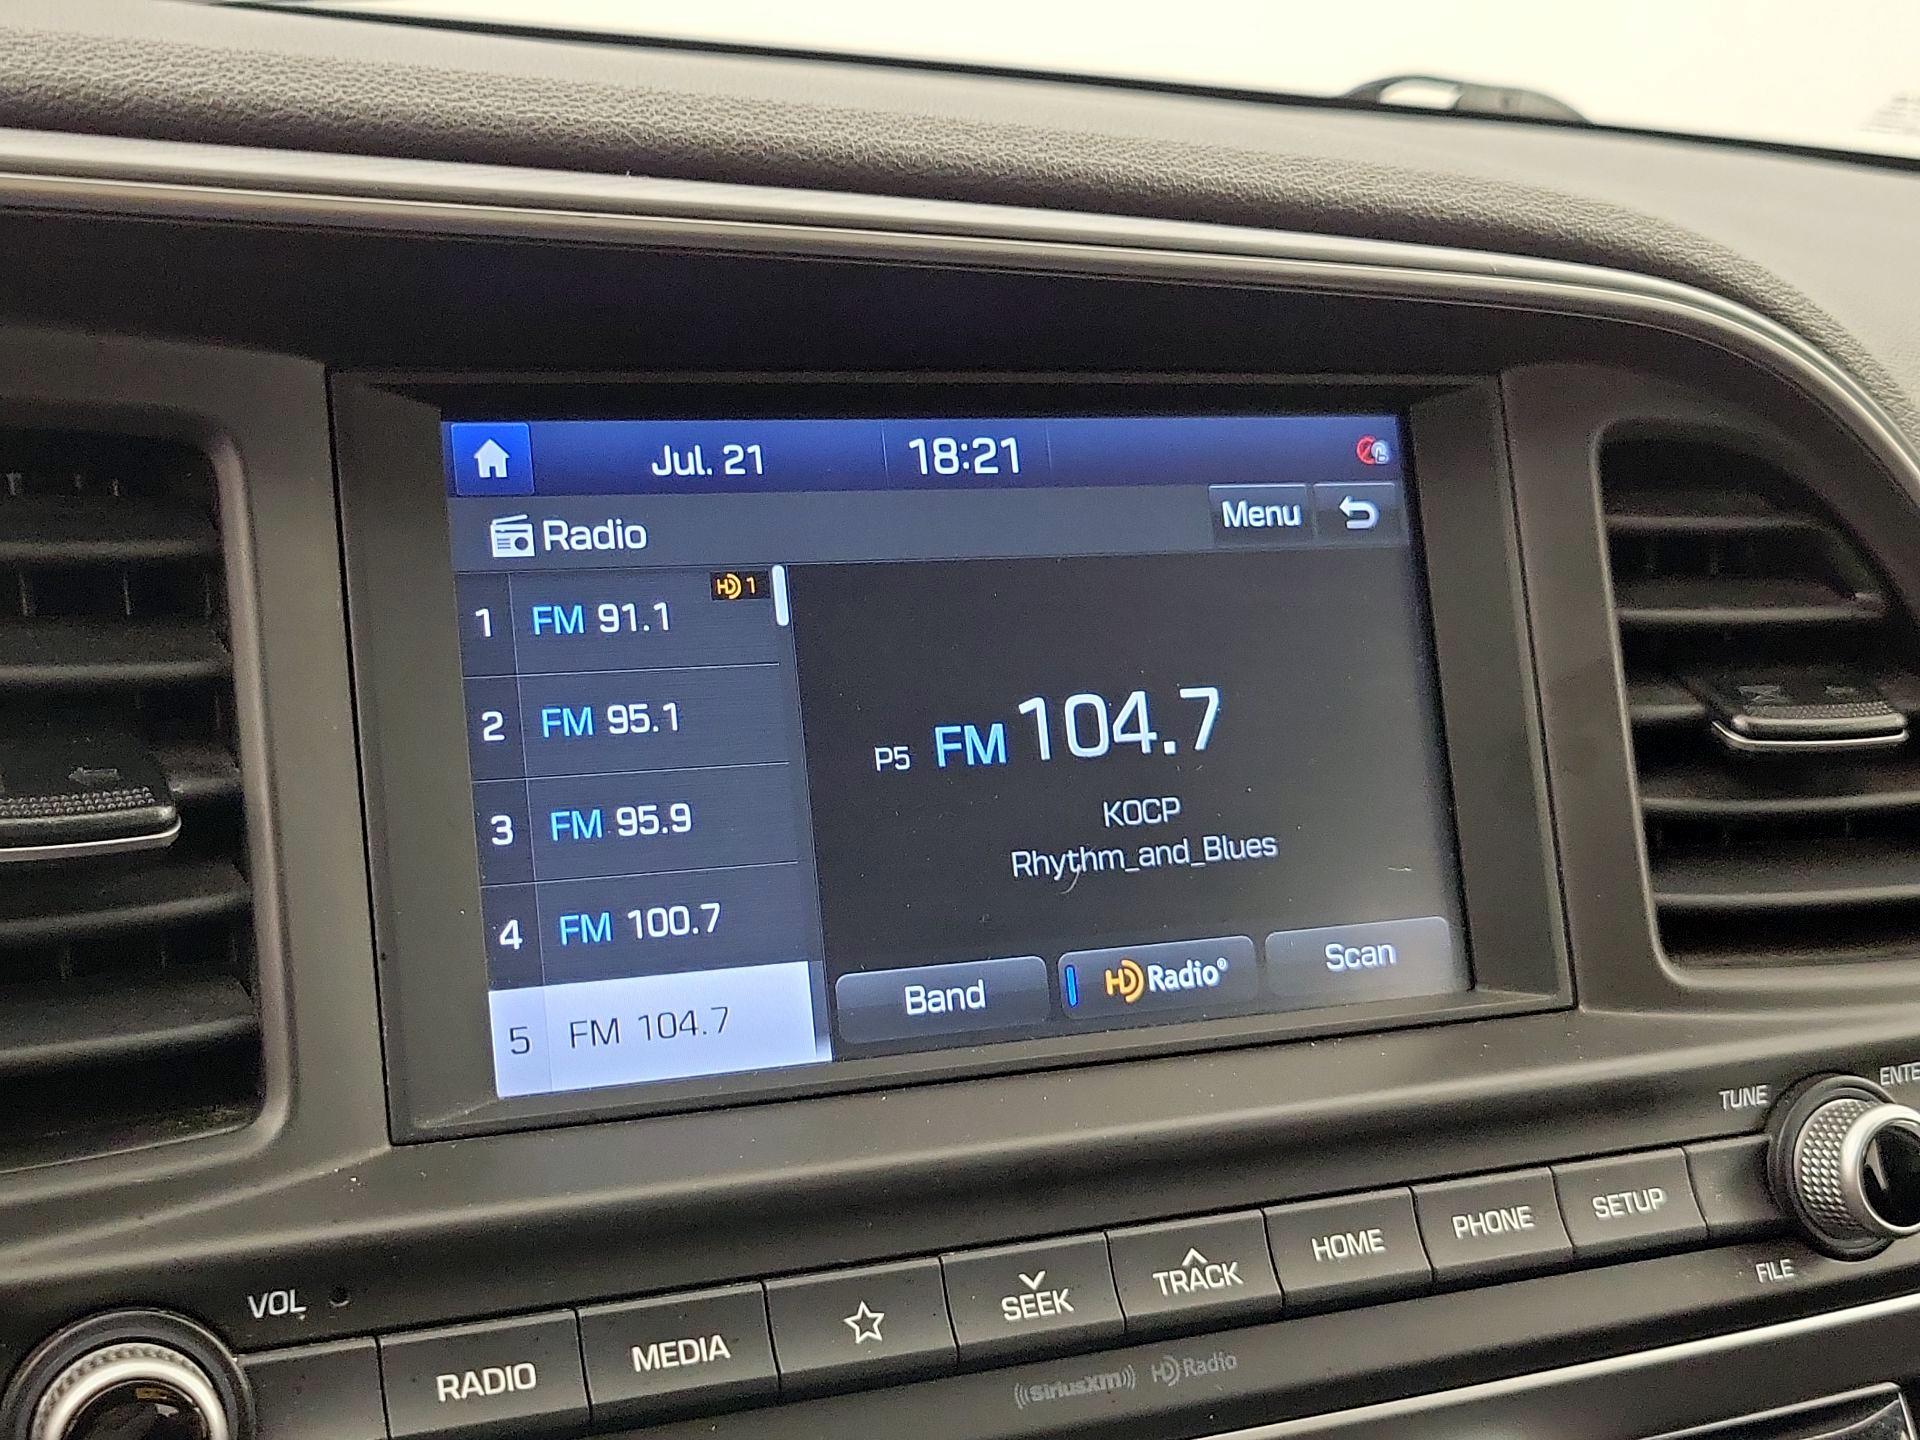 Jul. 21 18:21
Radio Menu
1 FM 91.1 HD 1
2 FM 95.1
3 FM 95.9
4 FM 100.7
5 FM 104.7
P5 FM 104.7
KOCP
Rhythm_and_Blues
Band HD Radio® Scan
TUNE ENTE
FILE
VOL
RADIO MEDIA SEEK TRACK HOME PHONE SETUP
((SiriusXM)) HD Radio